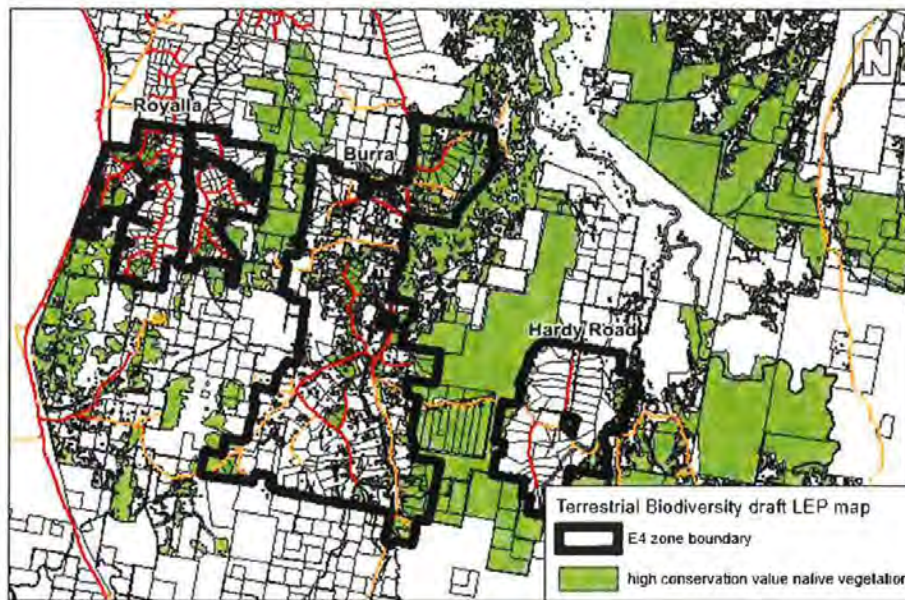 N
Royalla
Burra
Hardy Road
Terrestrial Biodiversity draft LEP map
E4 zone boundary
high conservation value native vegetation